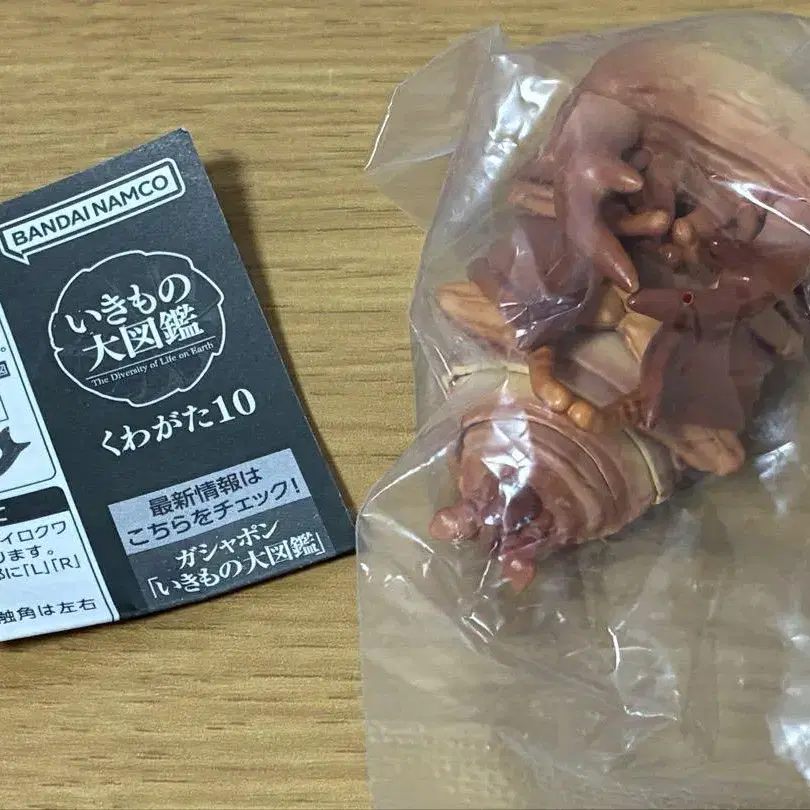 BANDAI NAMCO
いきもの
大図鑑
The Diversity of Life on Earth
くわがた10
最新情報は
こちらをチェック!
ガシャポン
「いきもの大図鑑」
イロクワ
ります。
に「L」「R」
触角は左右